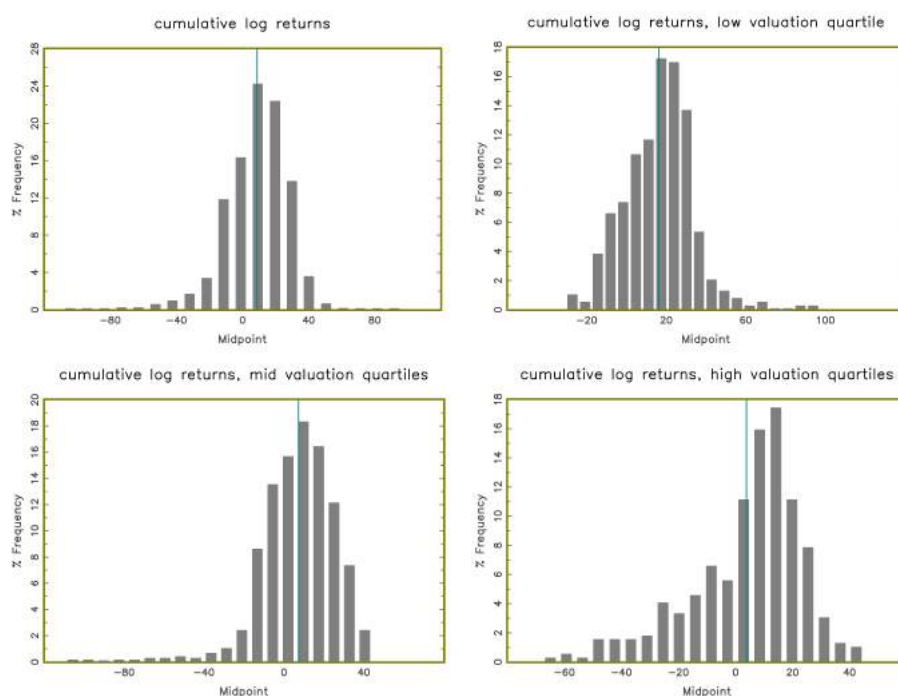 cumulative log returns
28
24
20
16
12
8
4
0
% Frequency
-80 -40 0 40 80
Midpoint
cumulative log returns, low valuation quartile
18
16
14
12
10
8
6
4
2
0
% Frequency
-20 20 60 100
Midpoint
cumulative log returns, mid valuation quartiles
20
18
16
14
12
10
8
6
4
2
0
% Frequency
-80 0 40
Midpoint
cumulative log returns, high valuation quartiles
18
16
14
12
10
8
6
4
2
0
% Frequency
-60 -20 0 20 40
Midpoint